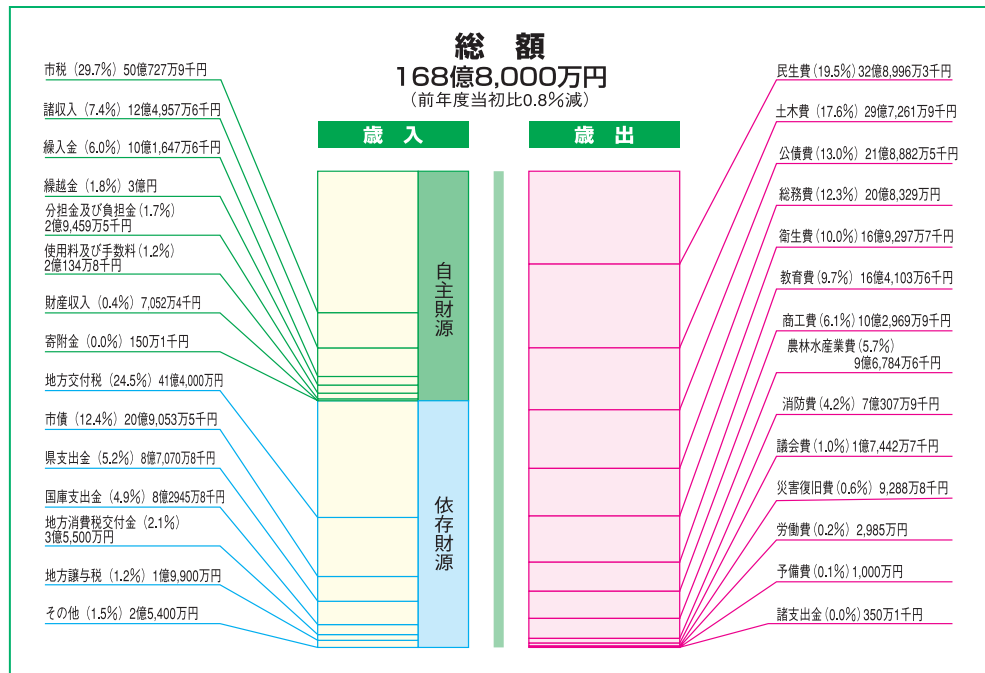 総額
168億8,000万円
(前年度当初比0.8%減)
歳入
市税 (29.7%) 50億727万9千円
諸収入 (7.4%) 12億4,957万6千円
繰入金 (6.0%) 10億1,647万6千円
繰越金 (1.8%) 3億円
分担金及び負担金 (1.7%)
2億9,459万5千円
使用料及び手数料 (1.2%)
2億134万8千円
財産収入 (0.4%) 7,052万4千円
寄附金 (0.0%) 150万1千円
地方交付税 (24.5%) 41億4,000万円
市債 (12.4%) 20億9,053万5千円
県支出金 (5.2%) 8億7,070万8千円
国庫支出金 (4.9%) 8億2945万8千円
地方消費税交付金 (2.1%)
3億5,500万円
地方譲与税 (1.2%) 1億9,900万円
その他 (1.5%) 2億5,400万円
自主財源
依存財源
歳出
民生費 (19.5%) 32億8,996万3千円
土木費 (17.6%) 29億7,261万9千円
公債費 (13.0%) 21億8,882万5千円
総務費 (12.3%) 20億8,329万円
衛生費 (10.0%) 16億9,297万7千円
教育費 (9.7%) 16億4,103万6千円
商工費 (6.1%) 10億2,969万9千円
農林水産業費 (5.7%)
9億6,784万6千円
消防費 (4.2%) 7億307万9千円
議会費 (1.0%) 1億7,442万7千円
災害復旧費 (0.6%) 9,288万8千円
労働費 (0.2%) 2,985万円
予備費 (0.1%) 1,000万円
諸支出金 (0.0%) 350万1千円